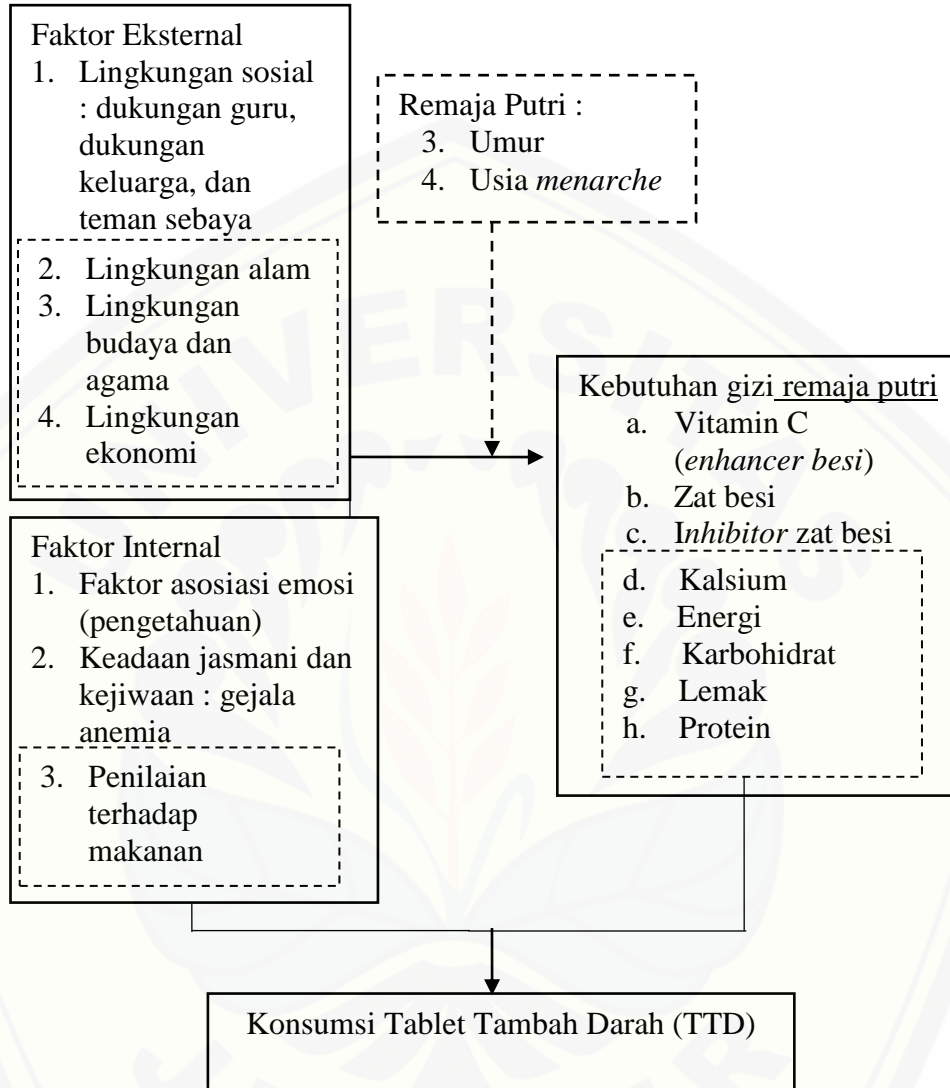 Faktor Eksternal
1. Lingkungan sosial
: dukungan guru,
dukungan
keluarga, dan
teman sebaya
2. Lingkungan alam
3. Lingkungan
budaya dan
agama
4. Lingkungan
ekonomi
Remaja Putri :
3. Umur
4. Usia menarche
Kebutuhan gizi remaja putri
a. Vitamin C
(enhancer besi)
b. Zat besi
c. Inhibitor zat besi
d. Kalsium
e. Energi
f. Karbohidrat
g. Lemak
h. Protein
Faktor Internal
1. Faktor asosiasi emosi
(pengetahuan)
2. Keadaan jasmani dan
kejiwaan : gejala
anemia
3. Penilaian
terhadap
makanan
Konsumsi Tablet Tambah Darah (TTD)
UNIVERSITAS